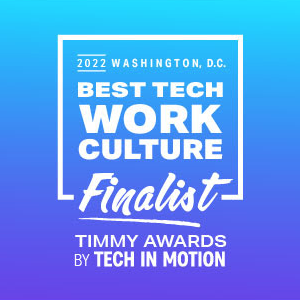 2022 WASHINGTON, D.C.
BEST TECH
WORK
CULTURE
Finalist
TIMMY AWARDS
BY TECH IN MOTION